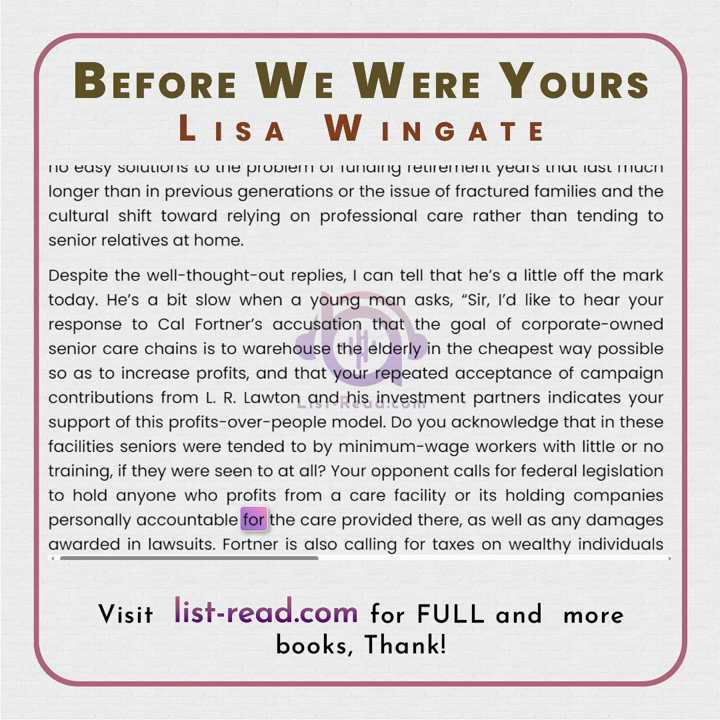 Before We Were Yours
Lisa Wingate
no easy solutions to the problem of funding retirement years that last much
longer than in previous generations or the issue of fractured families and the
cultural shift toward relying on professional care rather than tending to
senior relatives at home.
Despite the well-thought-out replies, I can tell that he's a little off the mark
today. He's a bit slow when a young man asks, “Sir, I'd like to hear your
response to Cal Fortner's accusation that the goal of corporate-owned
senior care chains is to warehouse the elderly in the cheapest way possible
so as to increase profits, and that your repeated acceptance of campaign
contributions from L. R. Lawton and his investment partners indicates your
List-Read.com
support of this profits-over-people model. Do you acknowledge that in these
facilities seniors were tended to by minimum-wage workers with little or no
training, if they were seen to at all? Your opponent calls for federal legislation
to hold anyone who profits from a care facility or its holding companies
personally accountable for the care provided there, as well as any damages
awarded in lawsuits. Fortner is also calling for taxes on wealthy individuals
Visit list-read.com for FULL and more
books, Thank!